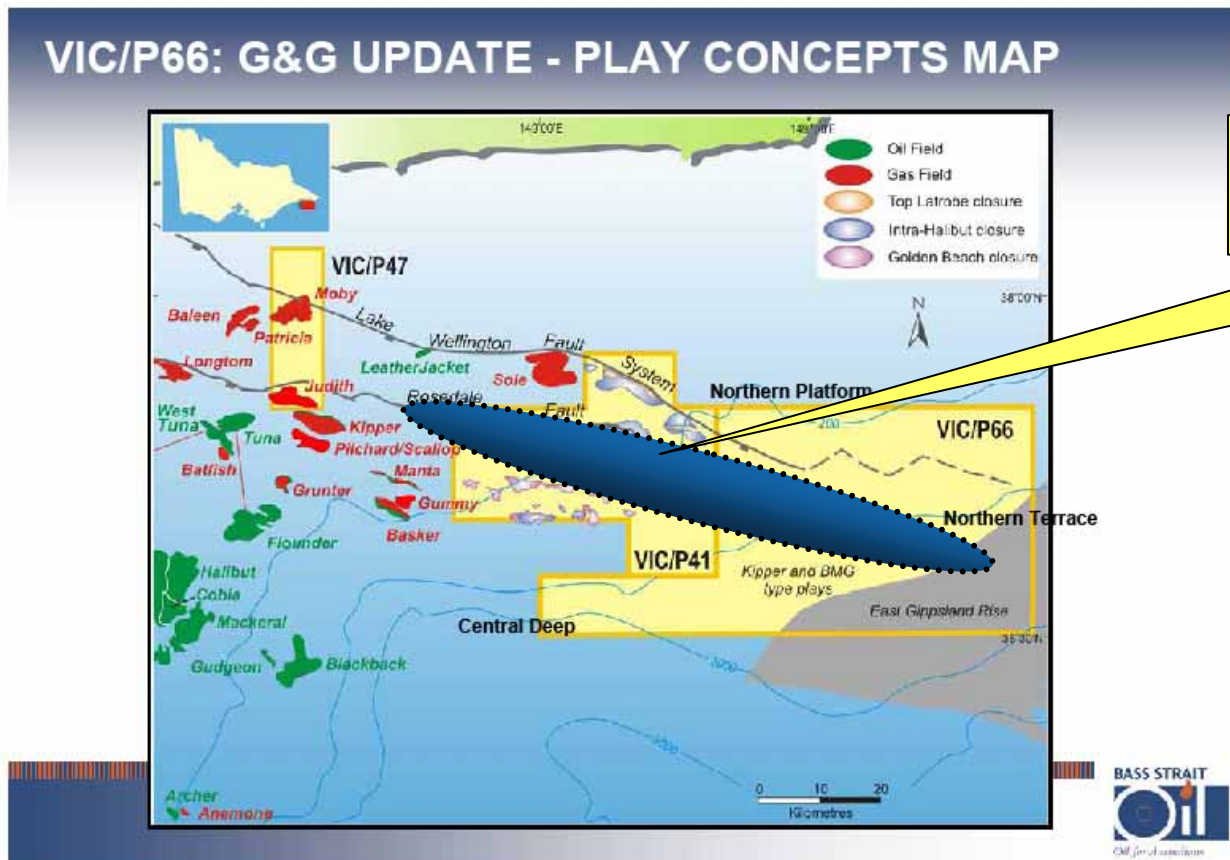 VIC/P66: G&G UPDATE - PLAY CONCEPTS MAP
Oil Field
Gas Field
Top Latrobe closure
Intra-Halibut closure
Golden Beach closure
VIC/P47
Moby
Baleen
Patricia
Lake
Wellington
Fault
System
N
38°00'N
Longtom
LeatherJacket
Sole
Judith
Rosedale
Fault
Northern Platform
200
VIC/P66
West
Tuna
Tuna
Kipper
Pilchard/Scallop
Batfish
Manta
Grunter
Gummy
Basker
Northern Terrace
Flounder
VIC/P41
Kipper and BMG
type plays
Halibut
Cobia
Mackeral
East Gippsland Rise
Central Deep
Gudgeon
Blackback
Archer
Anemone
0 10 20
Kilometres
BASS STRAIT
Oil